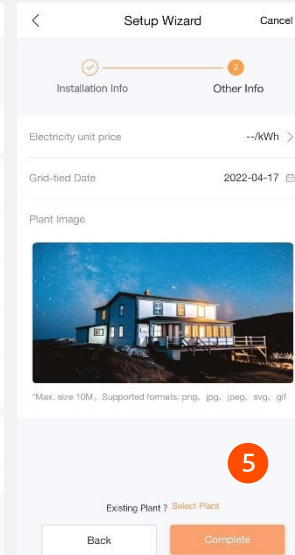 Setup Wizard Cancel
2
Installation Info Other Info
Electricity unit price --/kWh
Grid-tied Date 2022-04-17
Plant Image
*Max. size 10M, Supported formats: png、jpg、jpeg、svg、gif
5
Existing Plant ? Select Plant
Back Complete